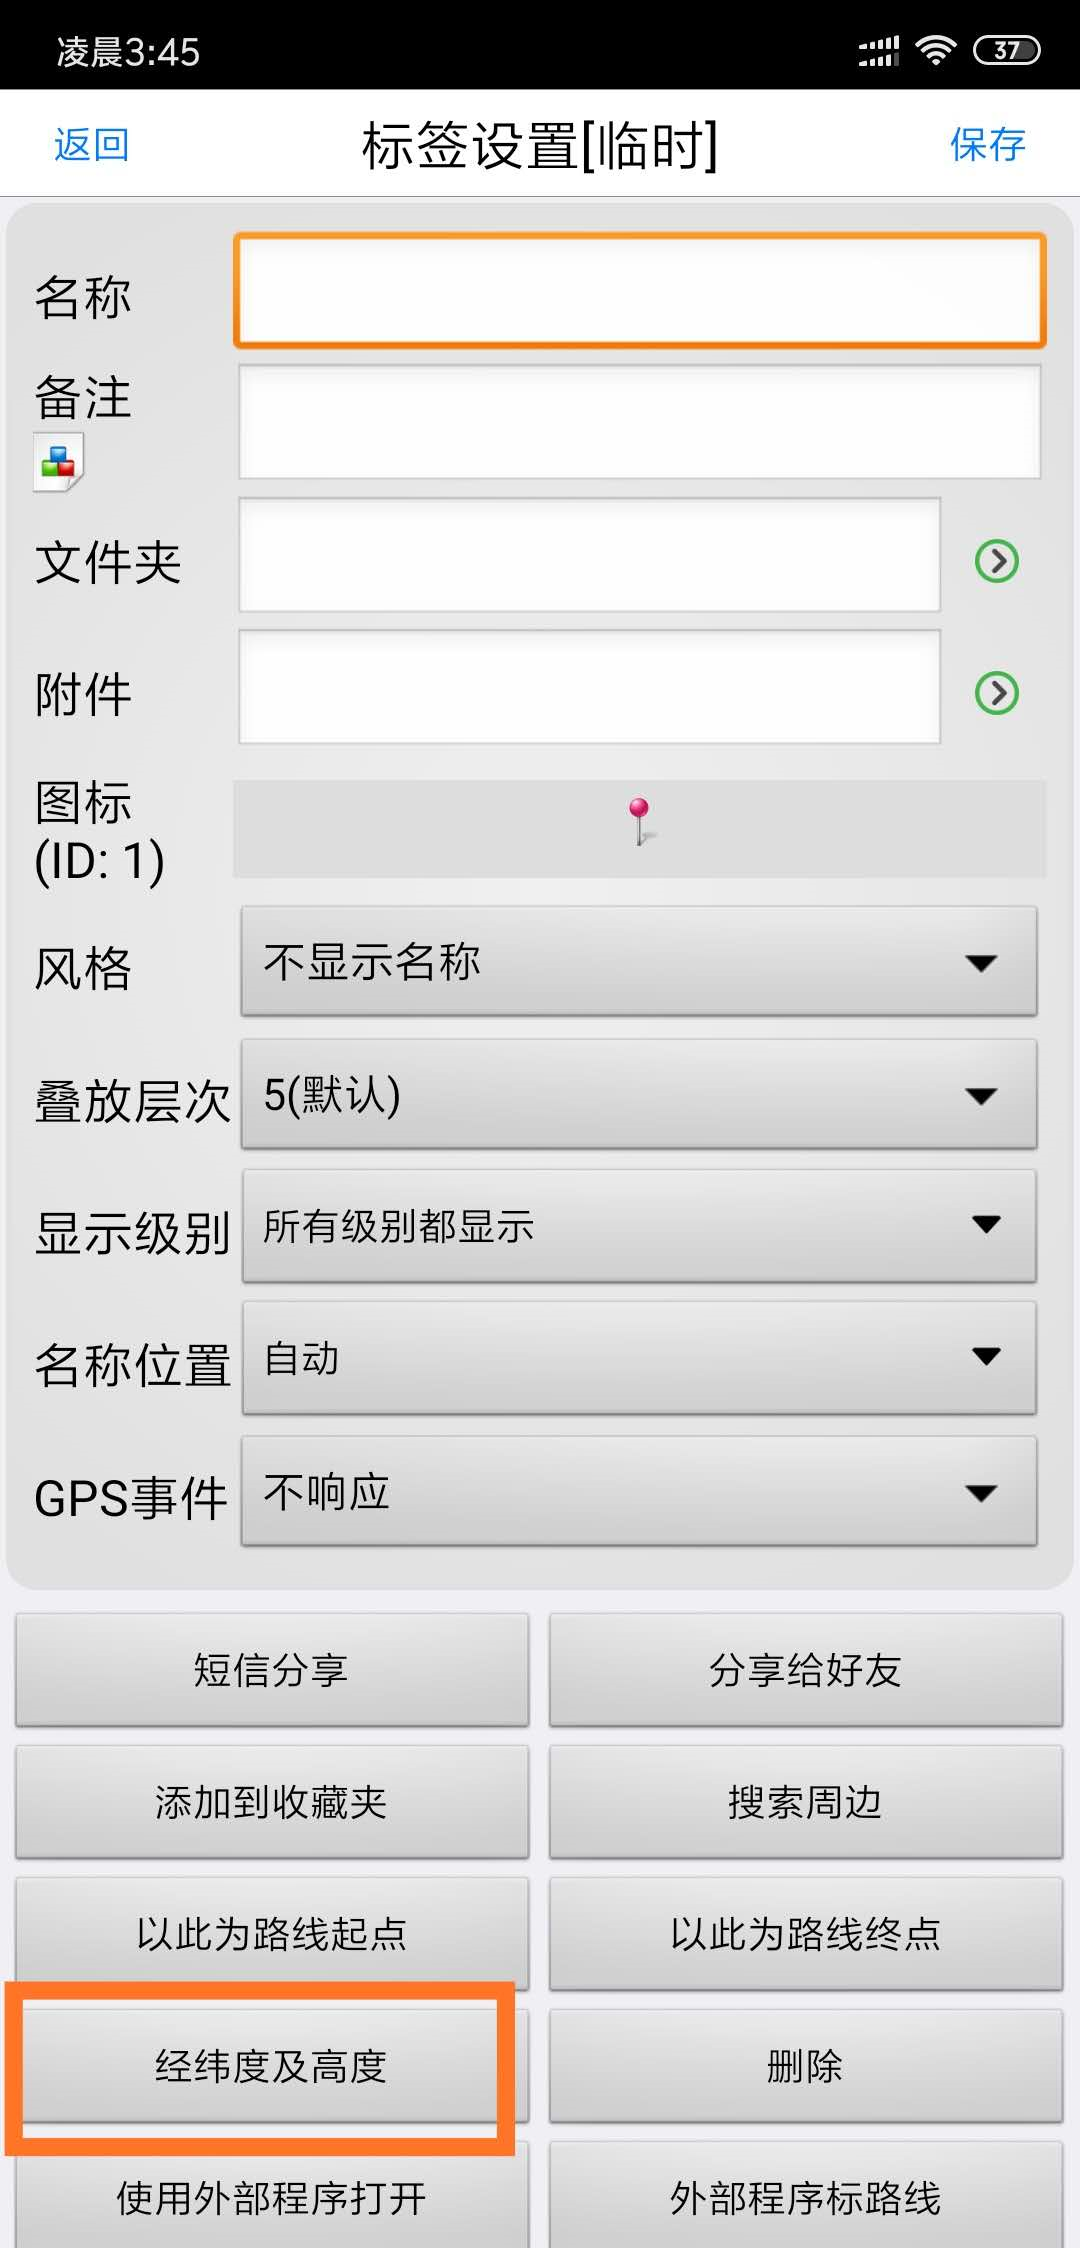 凌晨3:45
37
返回
标签设置[临时]
保存
名称
备注
文件夹
附件
图标
(ID: 1)
风格
不显示名称
叠放层次
5(默认)
显示级别
所有级别都显示
名称位置
自动
GPS事件
不响应
短信分享
分享给好友
添加到收藏夹
搜索周边
以此为路线起点
以此为路线终点
经纬度及高度
删除
使用外部程序打开
外部程序标路线